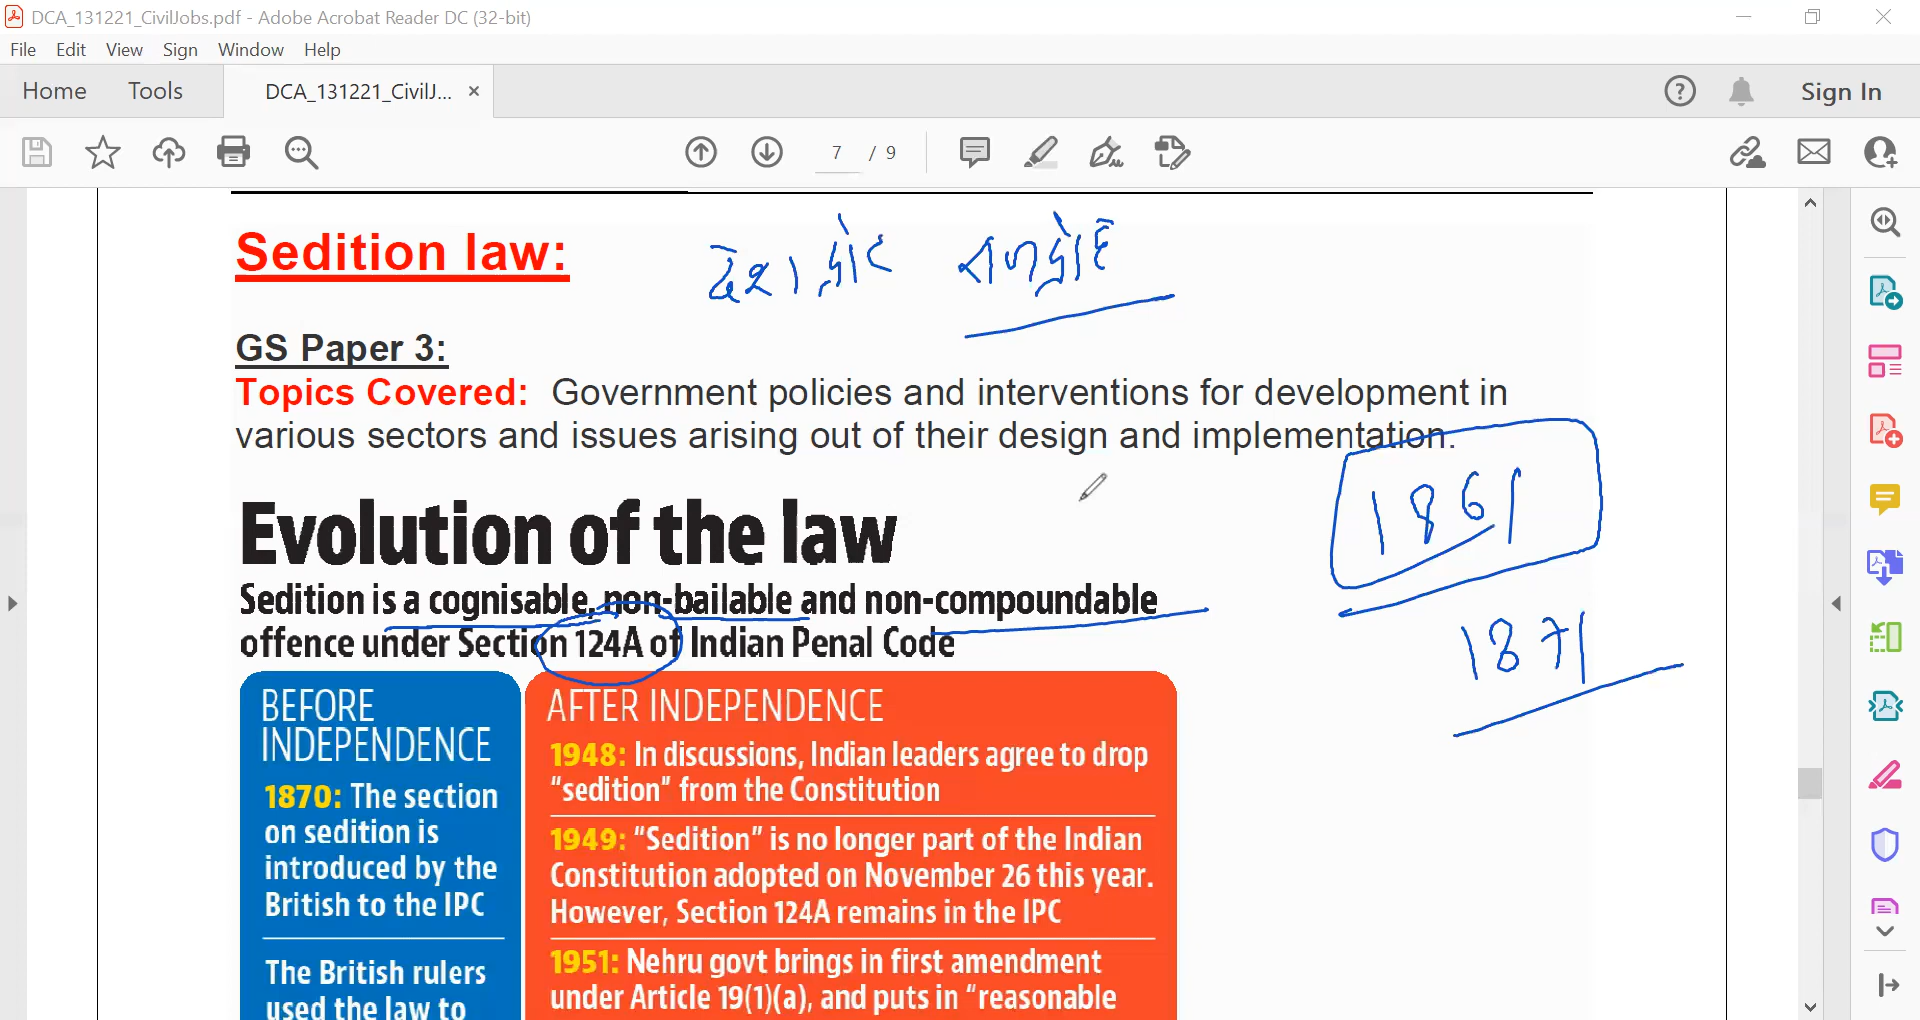 DCA_131221_CivilJobs.pdf - Adobe Acrobat Reader DC (32-bit)
File Edit View Sign Window Help
Home Tools DCA_131221_CivilJ... × Sign In
7 / 9
Sedition law:
GS Paper 3:
Topics Covered: Government policies and interventions for development in
various sectors and issues arising out of their design and implementation.
1861
1871
Evolution of the law
Sedition is a cognisable, non-bailable and non-compoundable
offence under Section 124A of Indian Penal Code
BEFORE
INDEPENDENCE
1870: The section
on sedition is
introduced by the
British to the IPC
The British rulers
used the law to
AFTER INDEPENDENCE
1948: In discussions, Indian leaders agree to drop
"sedition" from the Constitution
1949: "Sedition" is no longer part of the Indian
Constitution adopted on November 26 this year.
However, Section 124A remains in the IPC
1951: Nehru govt brings in first amendment
under Article 19(1)(a), and puts in "reasonable